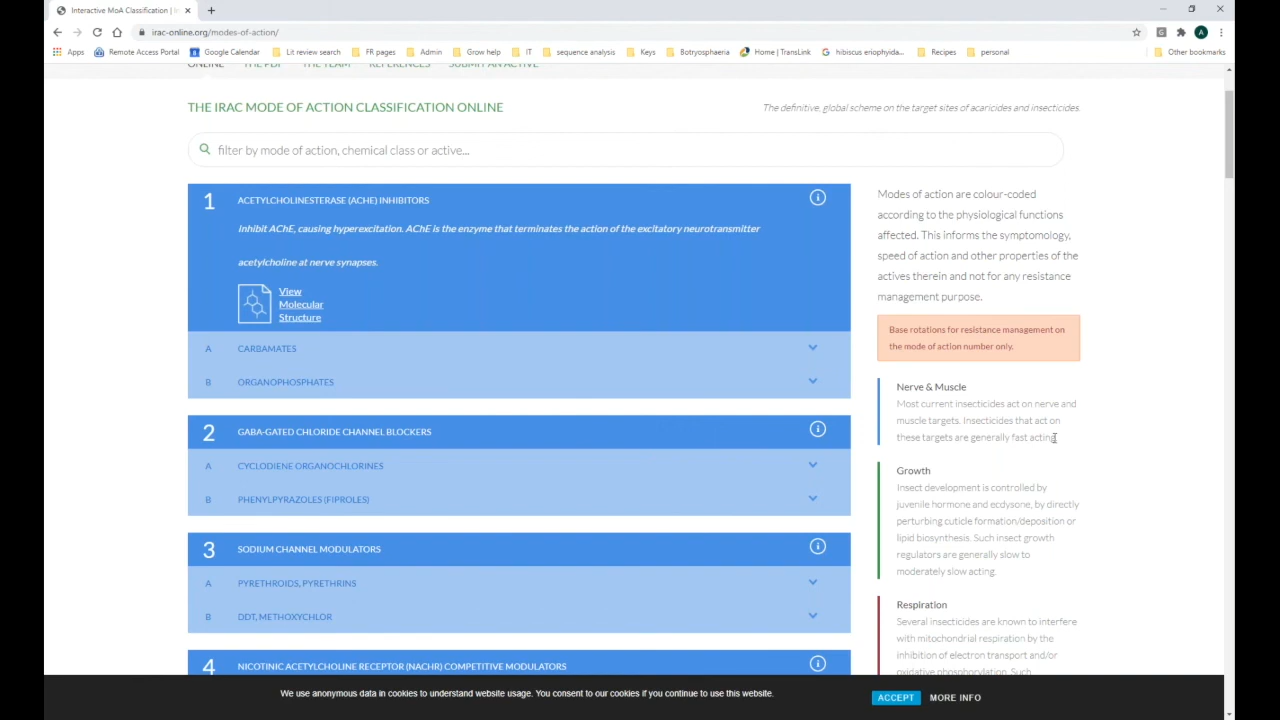 Interactive MoA Classification | Ir
irac-online.org/modes-of-action/
Apps
Remote Access Portal
Google Calendar
Lit review search
FR pages
Admin
Grow help
IT
sequence analysis
Keys
Botryosphaeria
Home | TransLink
hibiscus eriophyida...
Recipes
personal
Other bookmarks
ONLINE THE PDF THE TEAM REFERENCES SUBMIT AN ACTIVE
THE IRAC MODE OF ACTION CLASSIFICATION ONLINE
The definitive, global scheme on the target sites of acaricides and insecticides.
filter by mode of action, chemical class or active...
1 ACETYLCHOLINESTERASE (ACHE) INHIBITORS
Inhibit AChE, causing hyperexcitation. AChE is the enzyme that terminates the action of the excitatory neurotransmitter
acetylcholine at nerve synapses.
View
Molecular
Structure
A CARBAMATES
B ORGANOPHOSPHATES
2 GABA-GATED CHLORIDE CHANNEL BLOCKERS
A CYCLODIENE ORGANOCHLORINES
B PHENYLPYRAZOLES (FIPROLES)
3 SODIUM CHANNEL MODULATORS
A PYRETHROIDS, PYRETHRINS
B DDT, METHOXYCHLOR
4 NICOTINIC ACETYLCHOLINE RECEPTOR (NACHR) COMPETITIVE MODULATORS
Modes of action are colour-coded
according to the physiological functions
affected. This informs the symptomology,
speed of action and other properties of the
actives therein and not for any resistance
management purpose.
Base rotations for resistance management on
the mode of action number only.
Nerve & Muscle
Most current insecticides act on nerve and
muscle targets. Insecticides that act on
these targets are generally fast acting.
Growth
Insect development is controlled by
juvenile hormone and ecdysone, by directly
perturbing cuticle formation/deposition or
lipid biosynthesis. Such insect growth
regulators are generally slow to
moderately slow acting.
Respiration
Several insecticides are known to interfere
with mitochondrial respiration by the
inhibition of electron transport and/or
oxidative phosphorylation. Such
We use anonymous data in cookies to understand website usage. You consent to our cookies if you continue to use this website.
ACCEPT
MORE INFO